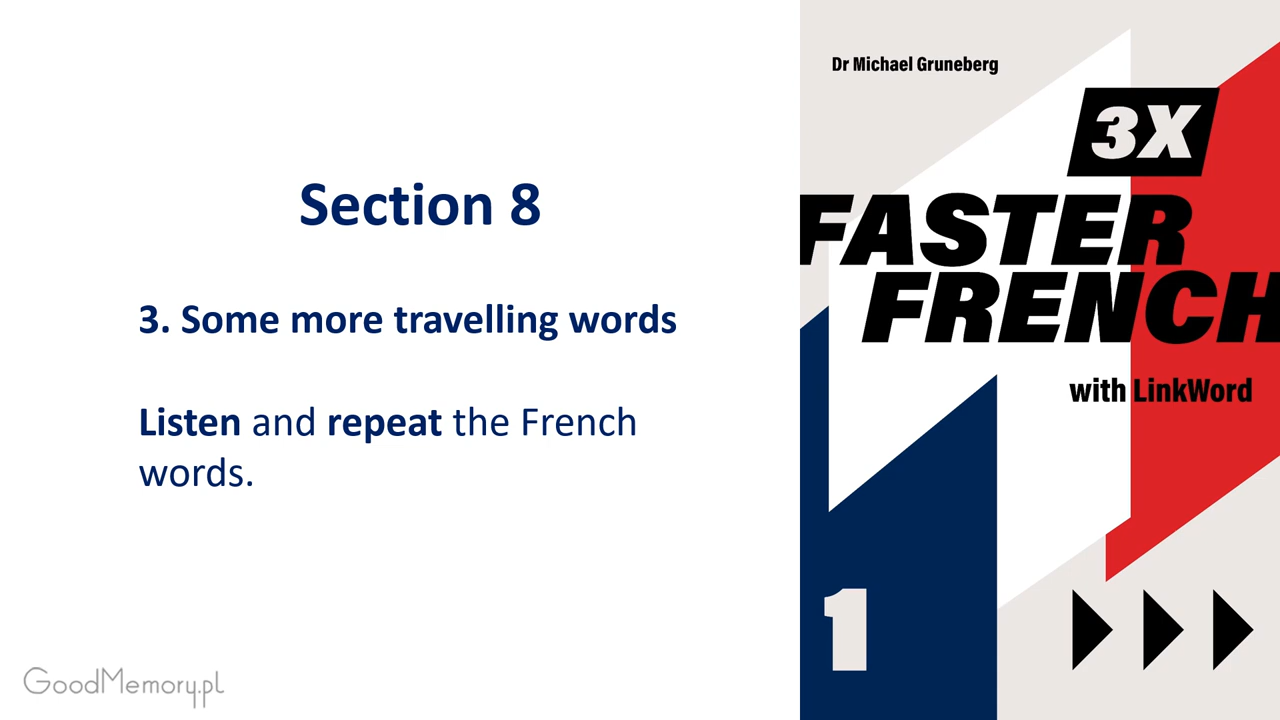 Section 8
3. Some more travelling words
Listen and repeat the French
words.
GoodMemory.pl
Dr Michael Gruneberg
3X
FASTER
FRENCH
with LinkWord
1